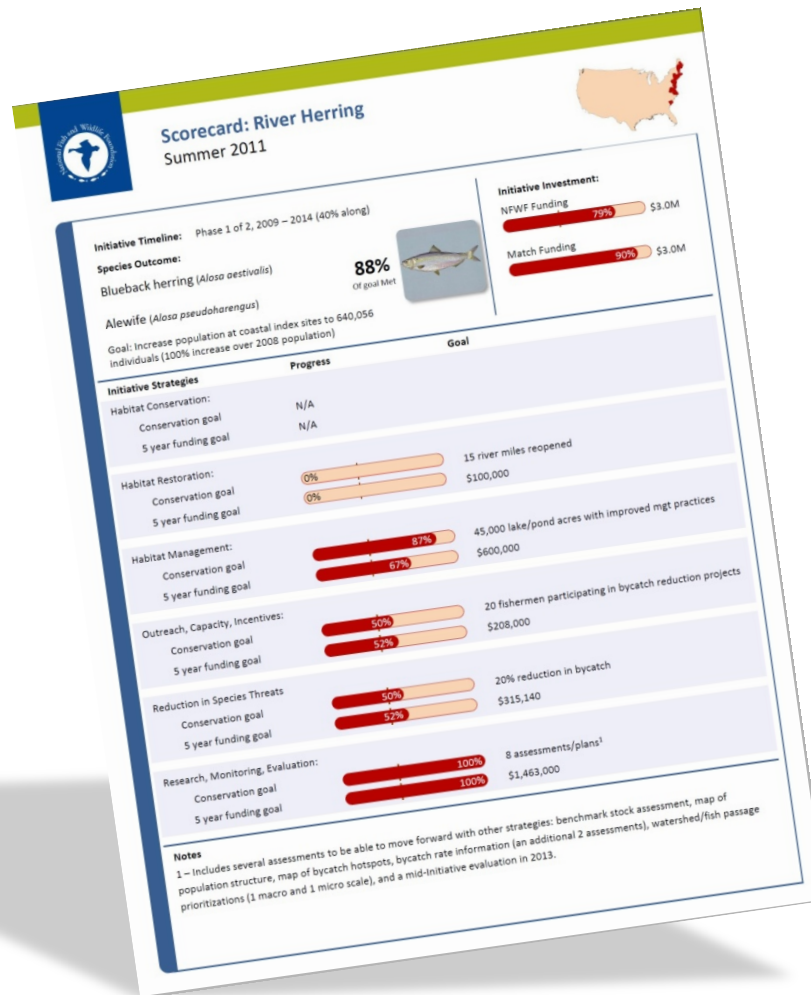 National Fish and Wildlife Foundation
Scorecard: River Herring
Summer 2011
Initiative Timeline: Phase 1 of 2, 2009 – 2014 (40% along)
Species Outcome:
Blueback herring (Alosa aestivalis)
88%
Of goal Met
Alewife (Alosa pseudoharengus)
Goal: Increase population at coastal index sites to 640,056
individuals (100% increase over 2008 population)
Initiative Investment:
NFWF Funding
79% $3.0M
Match Funding
90% $3.0M
Initiative Strategies Progress Goal
Habitat Conservation:
Conservation goal N/A
5 year funding goal N/A
Habitat Restoration:
Conservation goal 0% 15 river miles reopened
5 year funding goal 0% $100,000
Habitat Management:
Conservation goal 87% 45,000 lake/pond acres with improved mgt practices
5 year funding goal 67% $600,000
Outreach, Capacity, Incentives:
Conservation goal 50% 20 fishermen participating in bycatch reduction projects
5 year funding goal 52% $208,000
Reduction in Species Threats
Conservation goal 50% 20% reduction in bycatch
5 year funding goal 52% $315,140
Research, Monitoring, Evaluation:
Conservation goal 100% 8 assessments/plans¹
5 year funding goal 100% $1,463,000
Notes
1 – Includes several assessments to be able to move forward with other strategies: benchmark stock assessment, map of
population structure, map of bycatch hotspots, bycatch rate information (an additional 2 assessments), watershed/fish passage
prioritizations (1 macro and 1 micro scale), and a mid-Initiative evaluation in 2013.